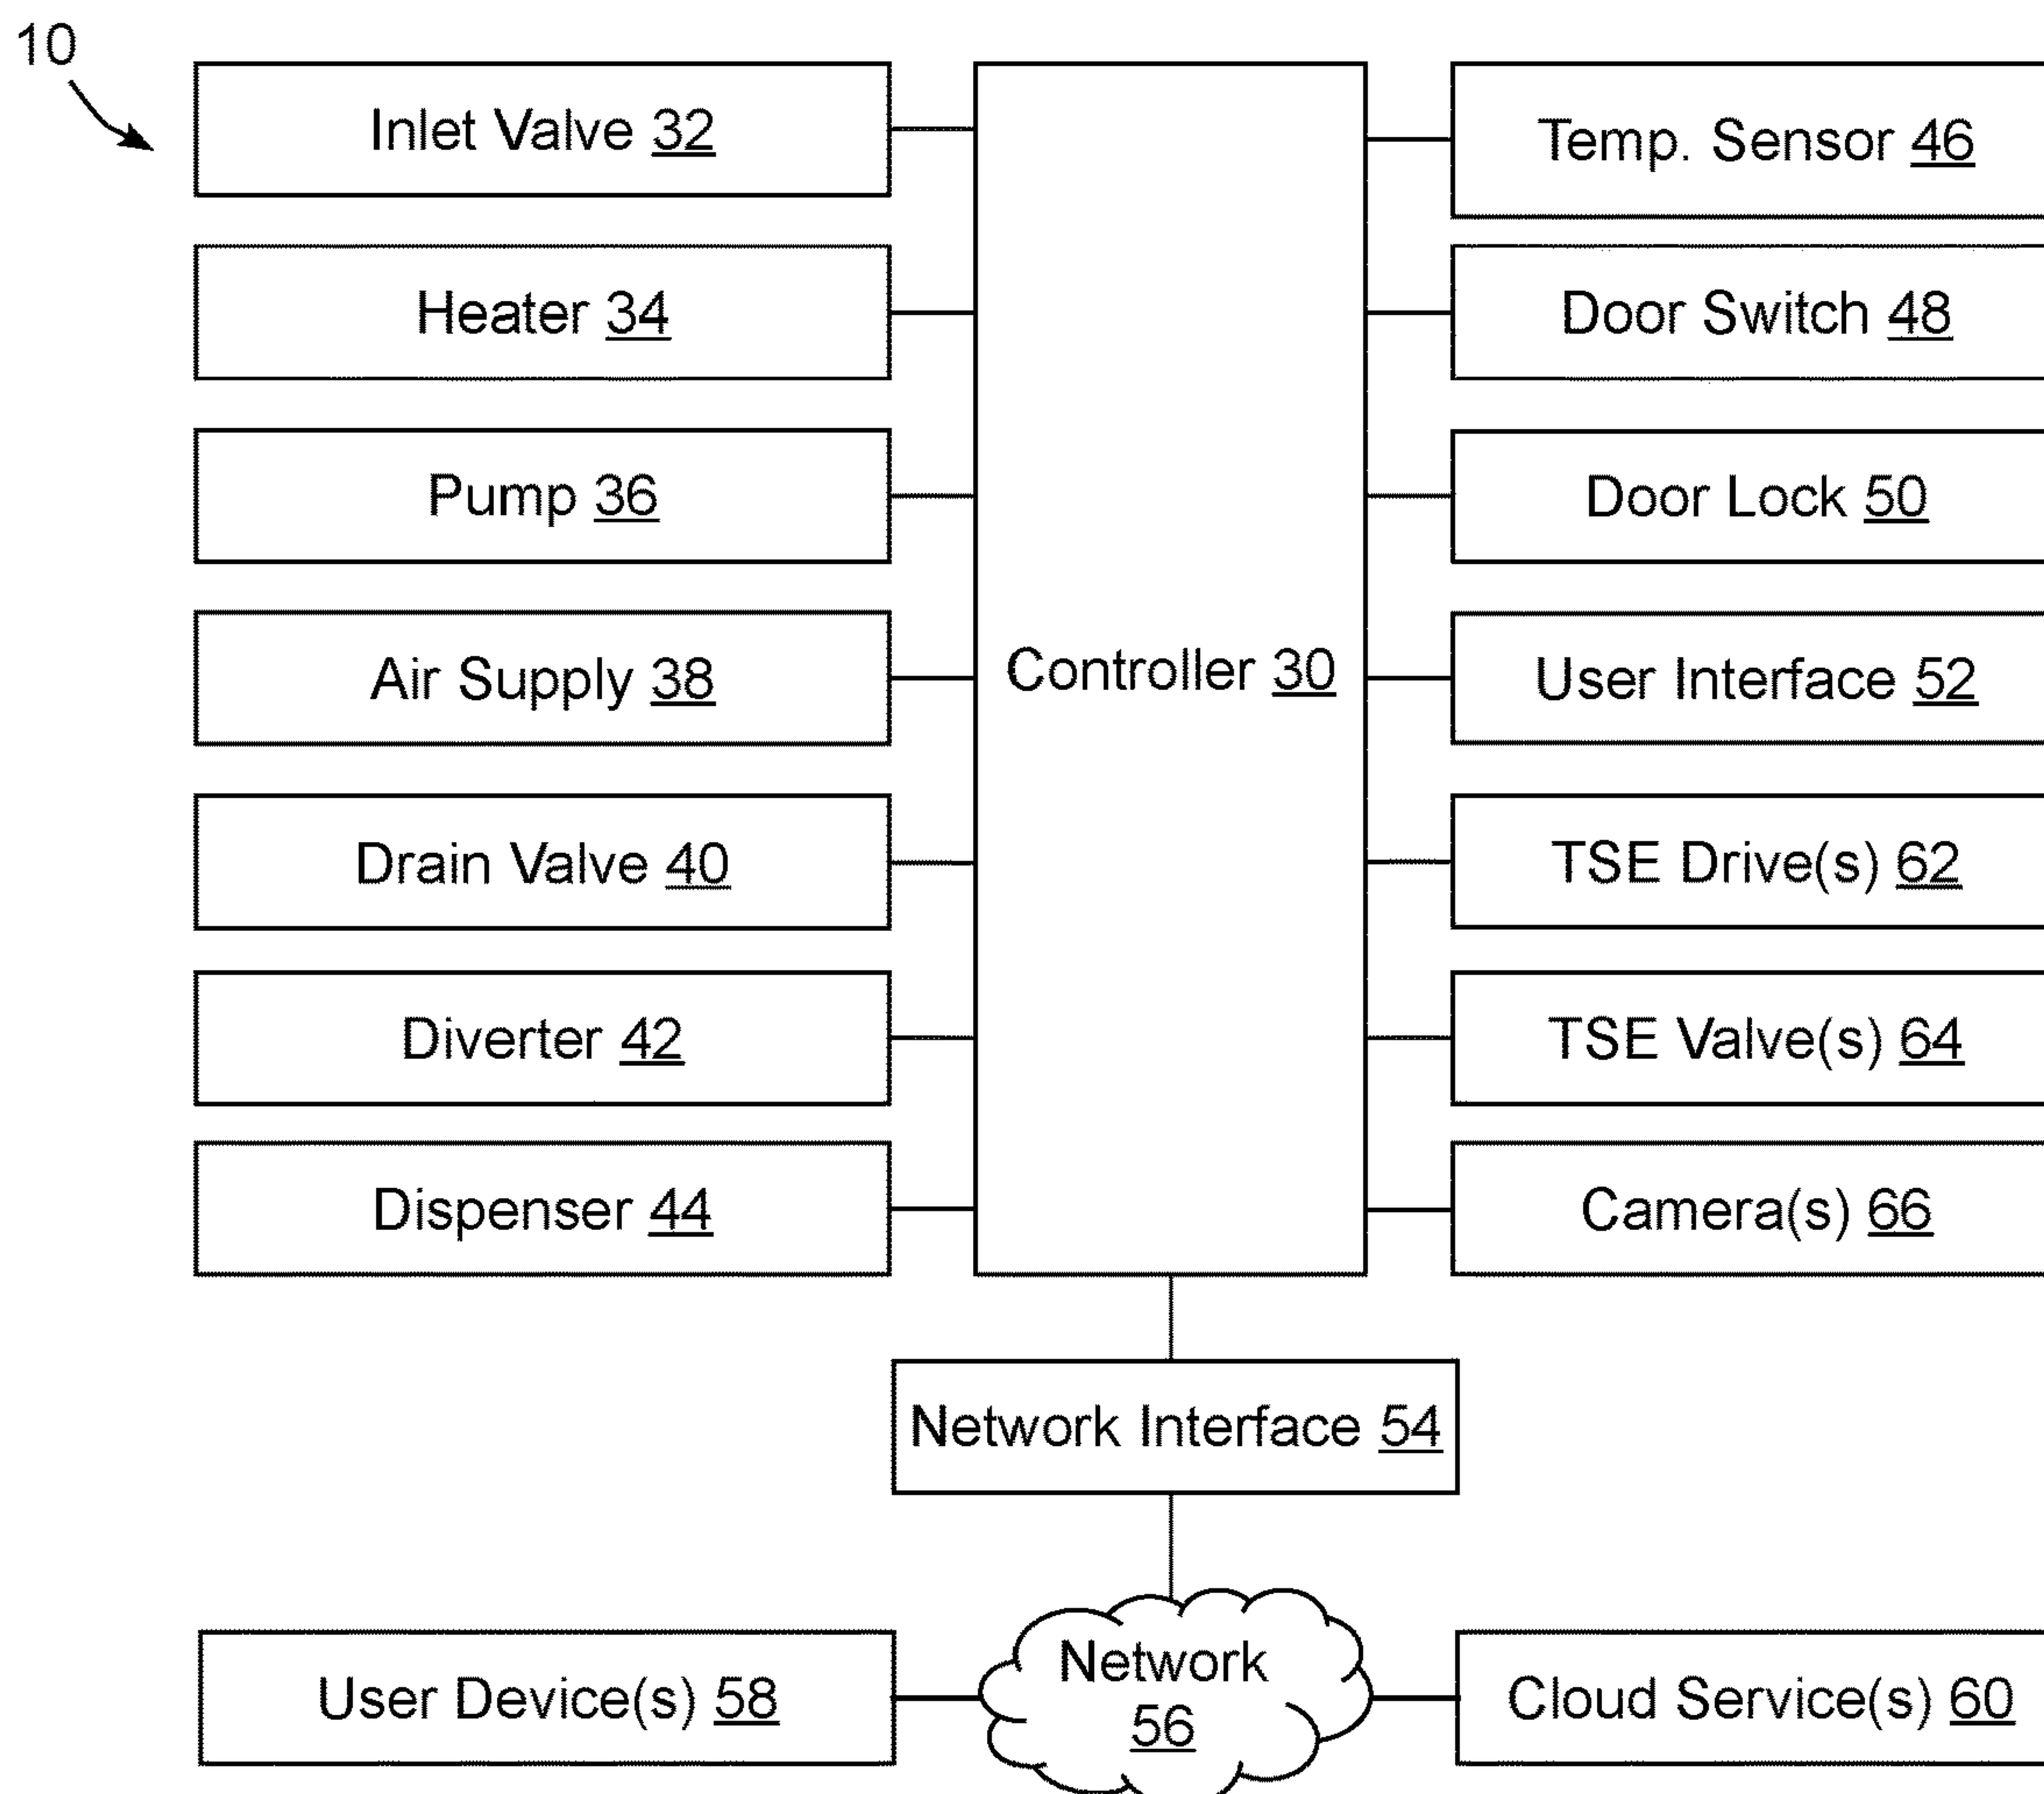 10
Inlet Valve 32
Heater 34
Pump 36
Air Supply 38
Drain Valve 40
Diverter 42
Dispenser 44
Controller 30
Temp. Sensor 46
Door Switch 48
Door Lock 50
User Interface 52
TSE Drive(s) 62
TSE Valve(s) 64
Camera(s) 66
Network Interface 54
User Device(s) 58
Network
56
Cloud Service(s) 60